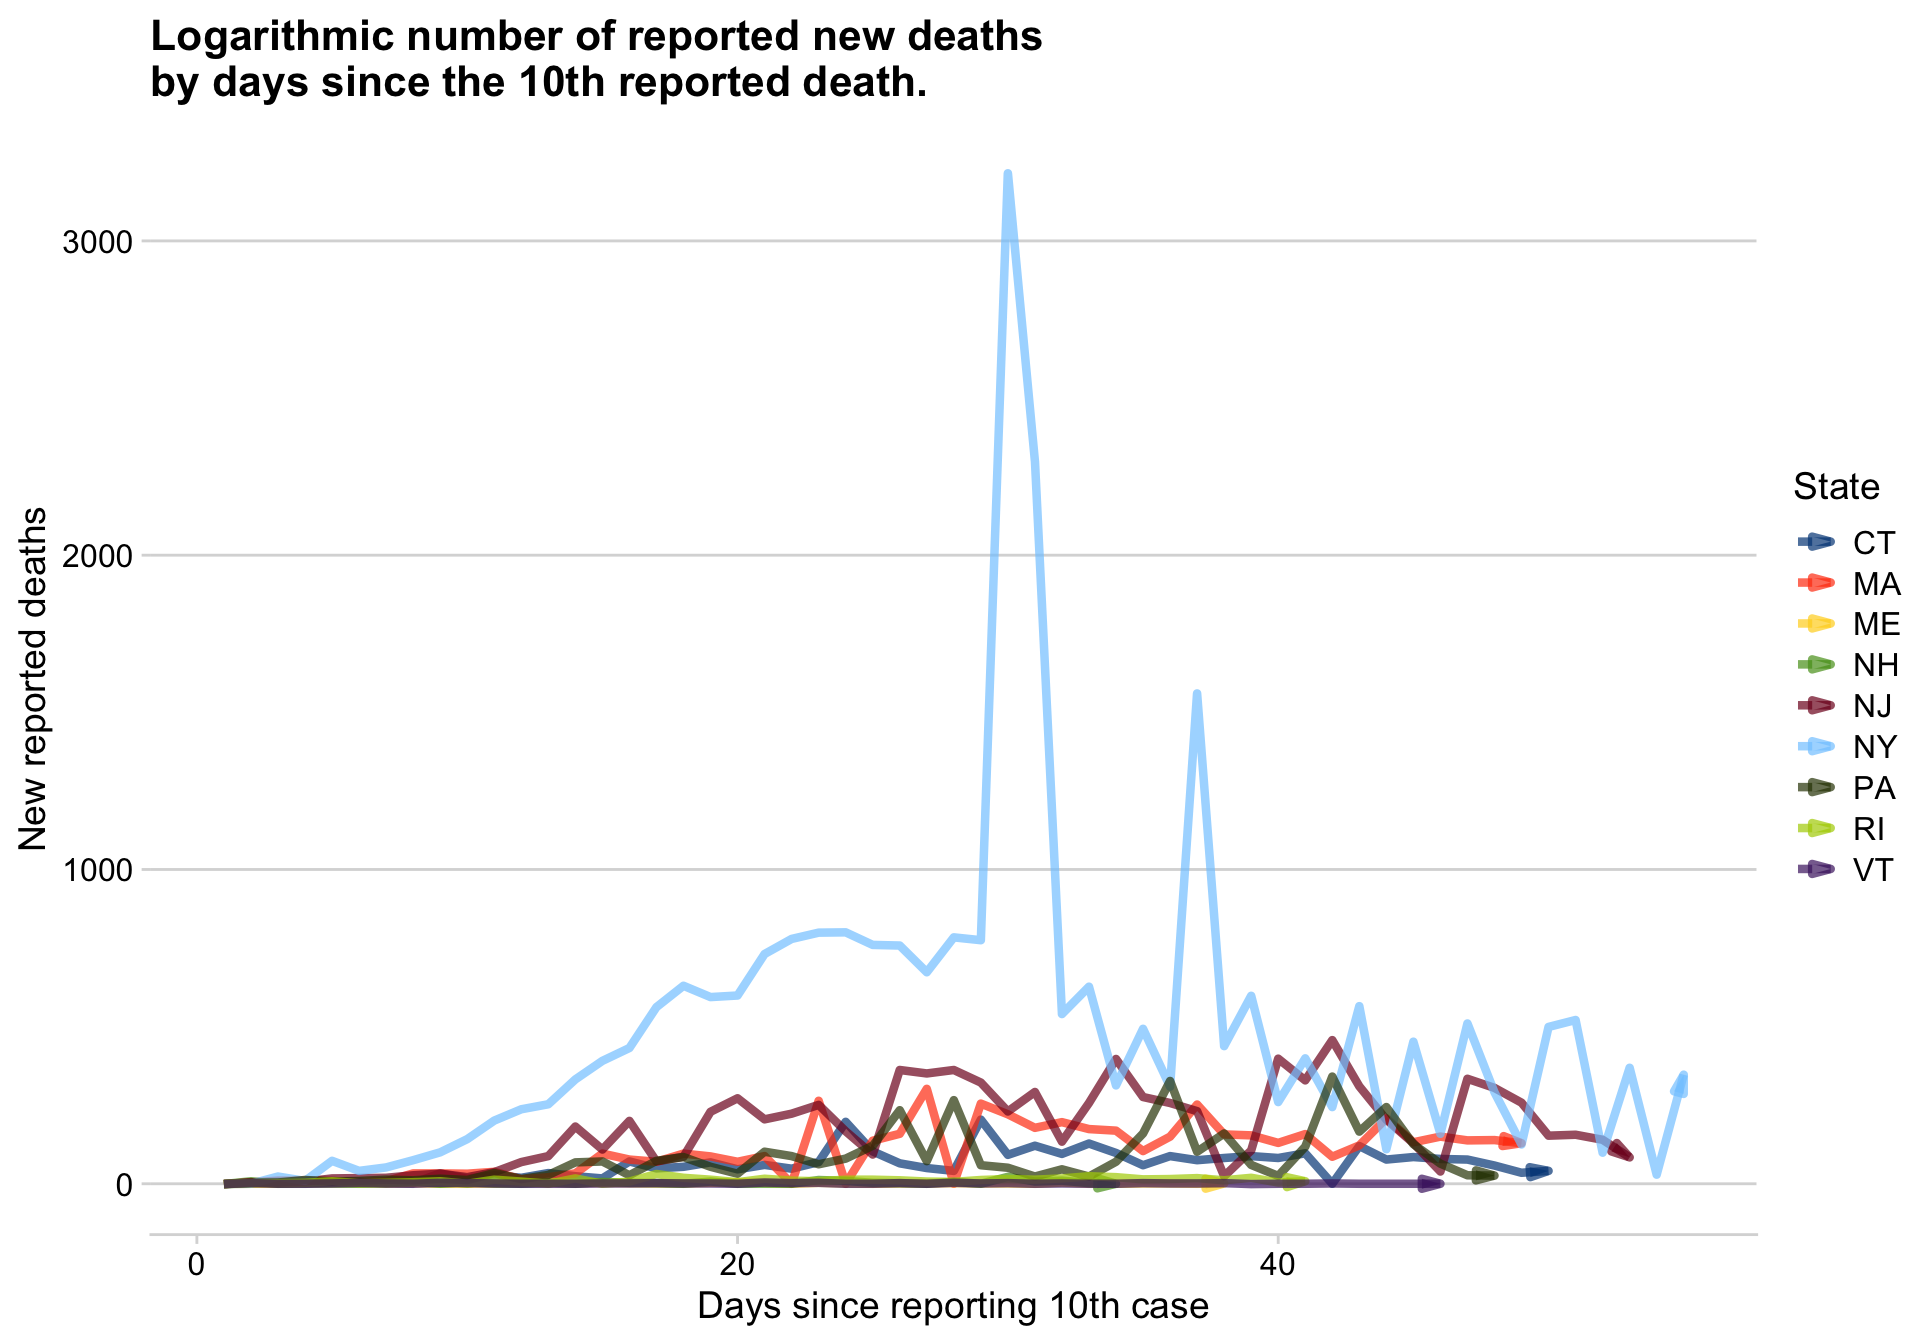 Logarithmic number of reported new deaths
by days since the 10th reported death.
New reported deaths
3000
2000
1000
0
0
20
40
Days since reporting 10th case
State
CT
MA
ME
NH
NJ
NY
PA
RI
VT